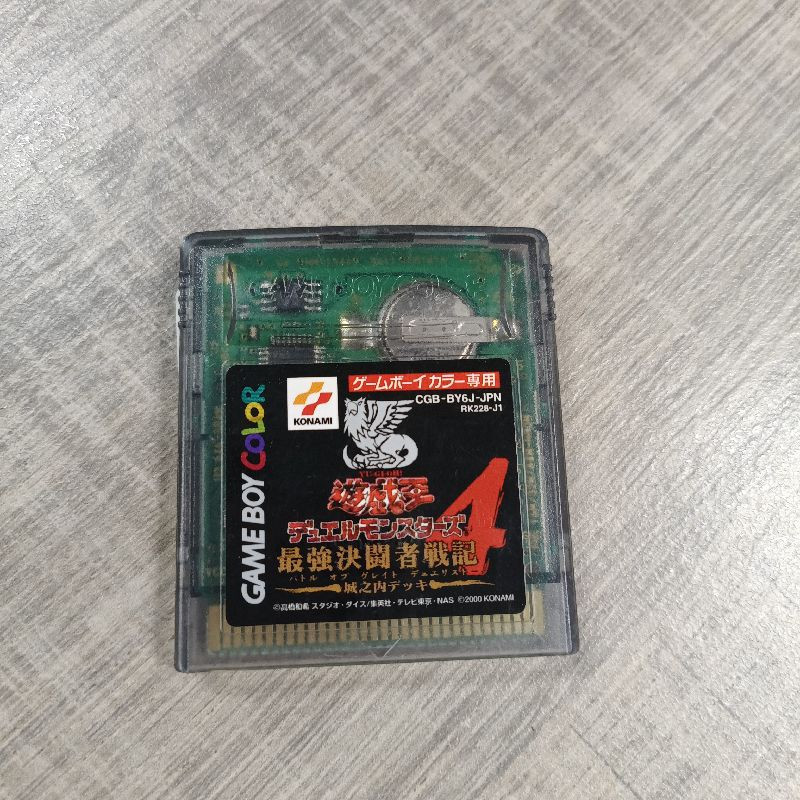 GAME BOY COLOR
KONAMI
ゲームボーイカラー専用
CGB-BY6J-JPN
RK228-J1
YU-GI-OH!
遊戯王
デュエルモンスターズ4
最強決闘者戦記
バトル オブ グレイト デュエリスト
城之内デッキ
©高橋和希 スタジオ・ダイス/集英社・テレビ東京・NAS ©2000 KONAMI